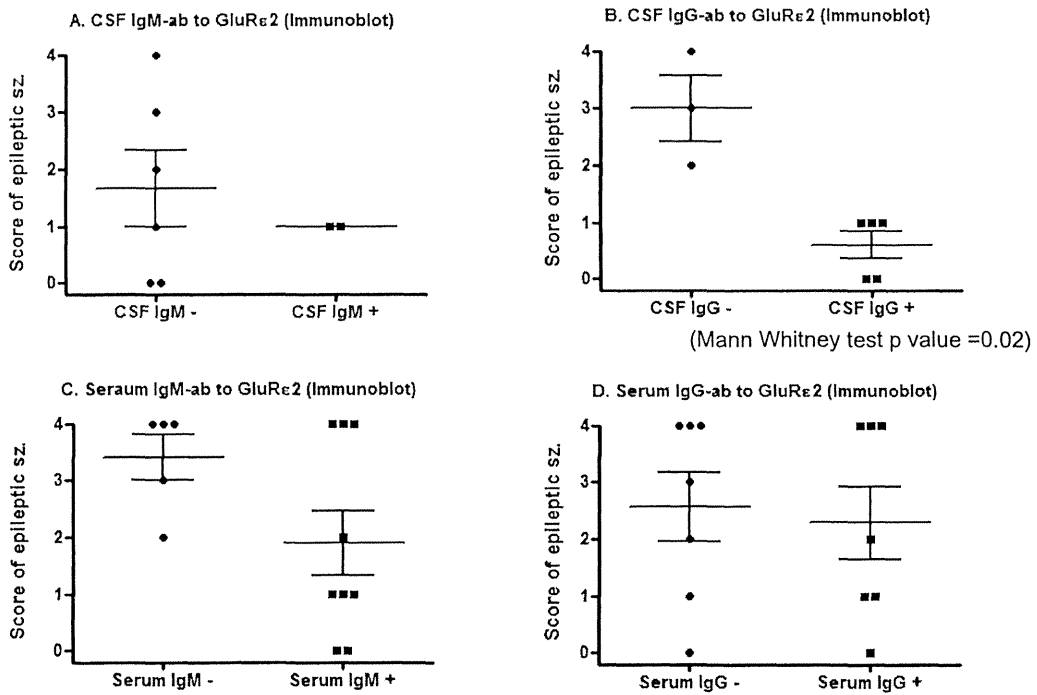 A. CSF IgM-ab to GluRε2 (Immunoblot)
Score of epileptic sz.
4
3
2
1
0
CSF IgM -
CSF IgM +
B. CSF IgG-ab to GluRε2 (Immunoblot)
Score of epileptic sz.
4
3
2
1
0
CSF IgG -
CSF IgG +
(Mann Whitney test p value =0.02)
C. Seraum IgM-ab to GluRε2 (Immunoblot)
Score of epileptic sz.
4
3
2
1
0
Serum IgM -
Serum IgM +
D. Serum IgG-ab to GluRε2 (Immunoblot)
Score of epileptic sz.
4
3
2
1
0
Serum IgG -
Serum IgG +